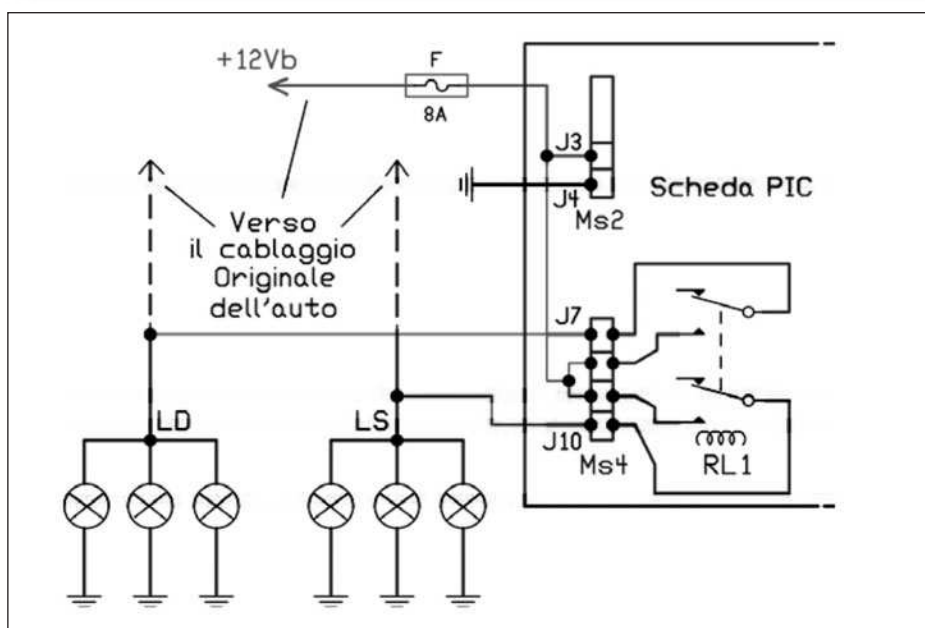 +12Vb
F
8A
J3
J4
Ms2
Scheda PIC
Verso
il cablaggio
Originale
dell'auto
J7
LD
LS
J10
Ms4
RL1